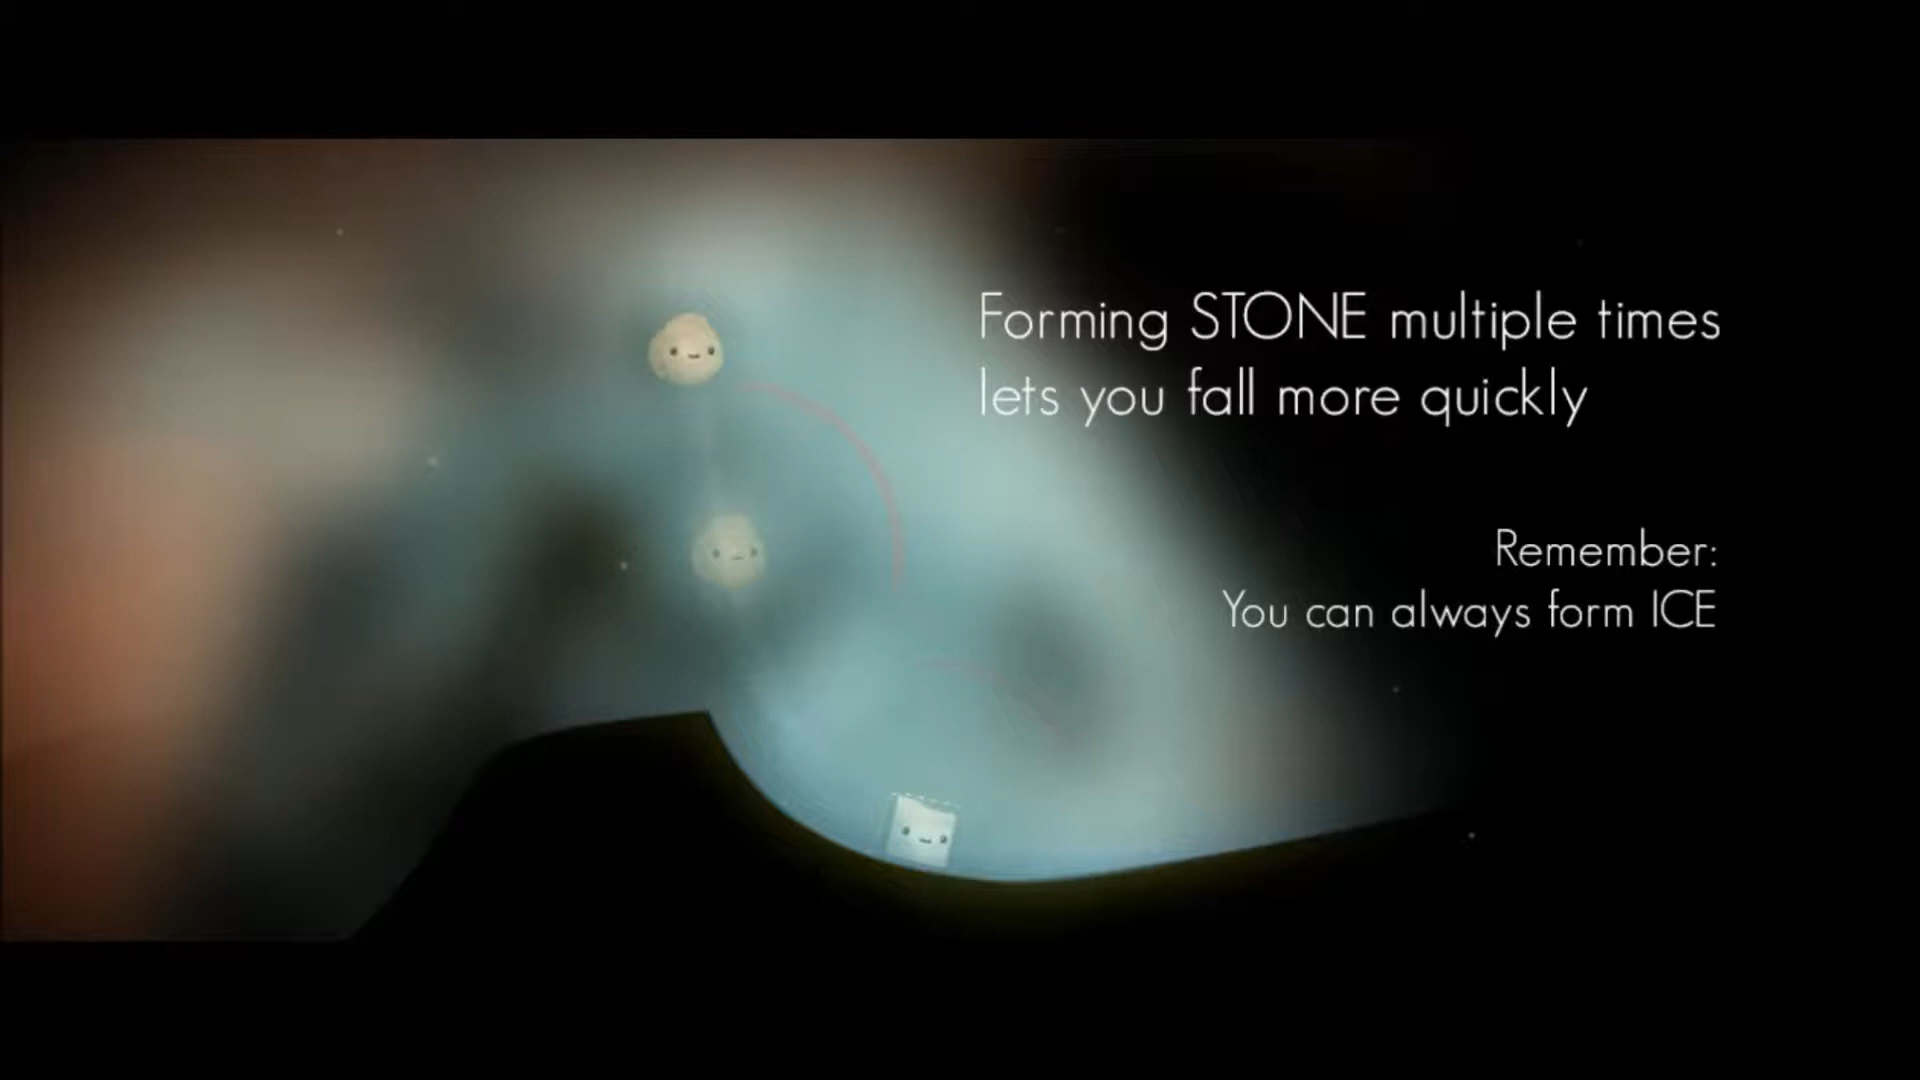 Forming STONE multiple times
lets you fall more quickly
Remember:
You can always form ICE